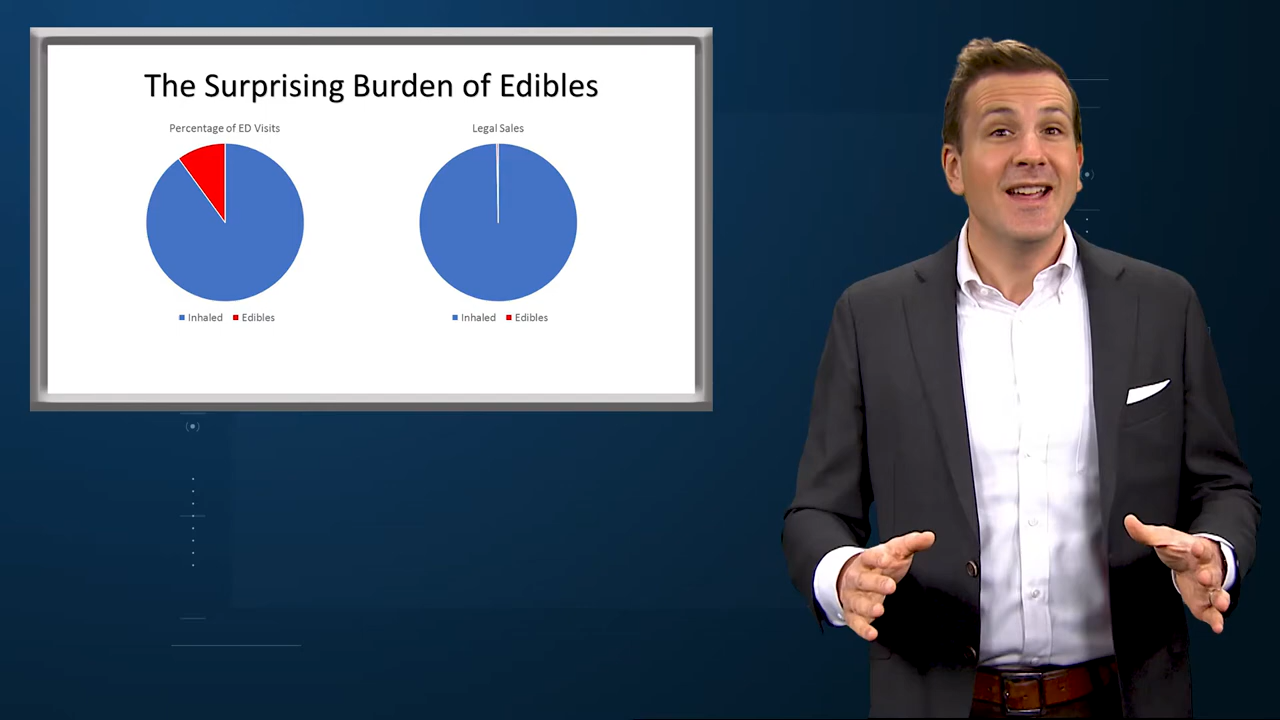 The Surprising Burden of Edibles
Percentage of ED Visits
Legal Sales
Inhaled Edibles
Inhaled Edibles